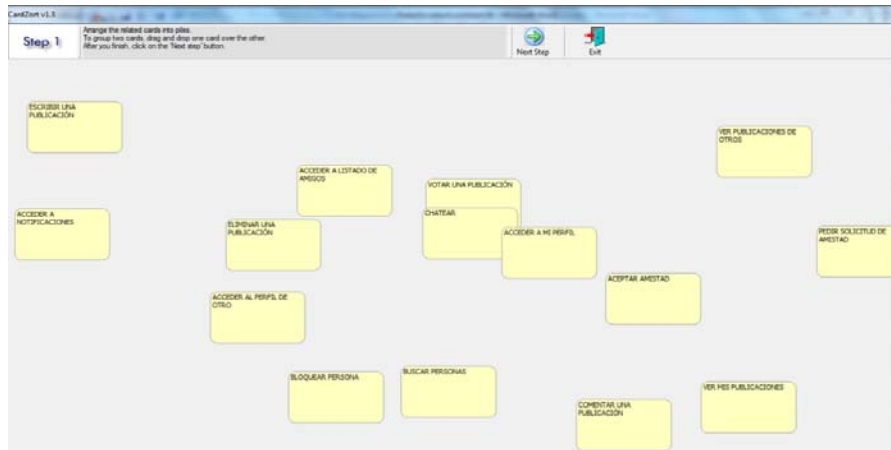 CardZort v1.1
Step 1
Arrange the related cards into piles.
To group two cards, drag and drop one card over the other.
After you finish, click on the 'Next step' button.
Next Step
Exit
ESCRIBIR UNA
PUBLICACIÓN
VER PUBLICACIONES DE
OTROS
ACCEDER A LISTADO DE
AMIGOS
VOTAR UNA PUBLICACIÓN
ACCEDER A
NOTIFICACIONES
ELIMINAR UNA
PUBLICACIÓN
CHATEAR
ACCEDER A MI PERFIL
PEDIR SOLICITUD DE
AMISTAD
ACEPTAR AMISTAD
ACCEDER AL PERFIL DE
OTRO
BLOQUEAR PERSONA
BUSCAR PERSONAS
VER MIS PUBLICACIONES
COMENTAR UNA
PUBLICACIÓN